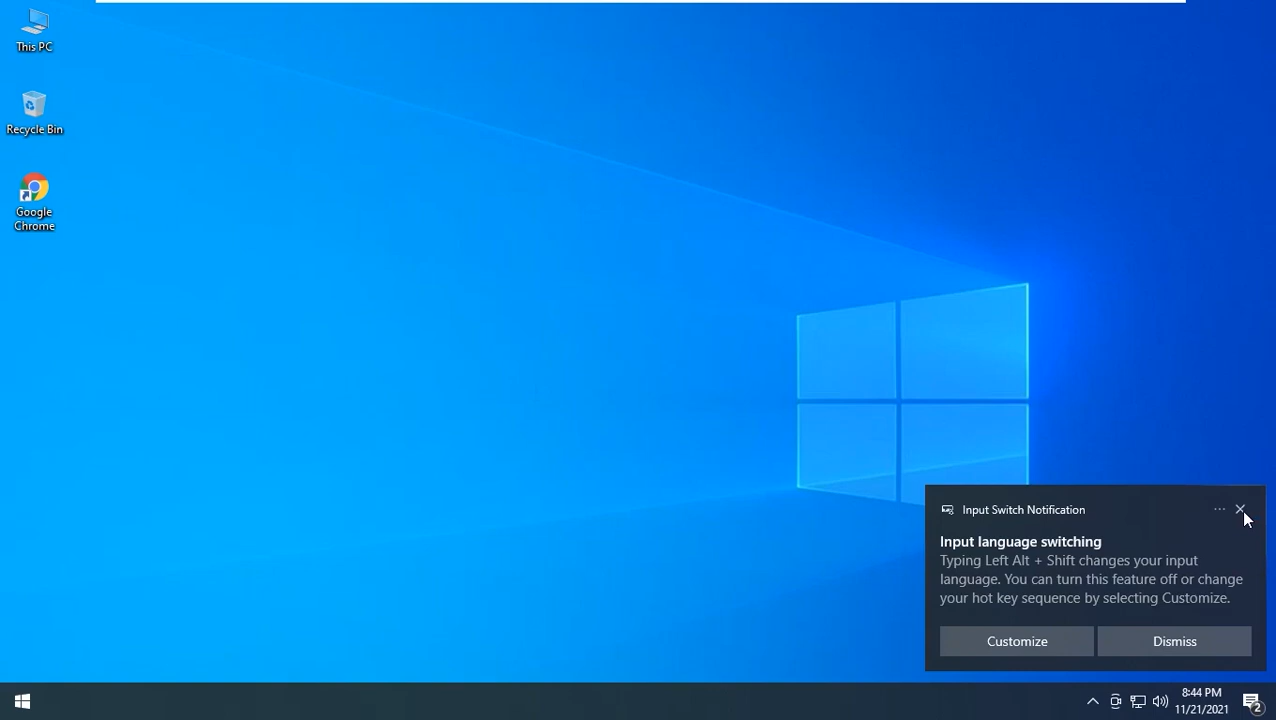 This PC
Recycle Bin
Google
Chrome
Input Switch Notification
Input language switching
Typing Left Alt + Shift changes your input
language. You can turn this feature off or change
your hot key sequence by selecting Customize.
Customize
Dismiss
8:44 PM
11/21/2021
2